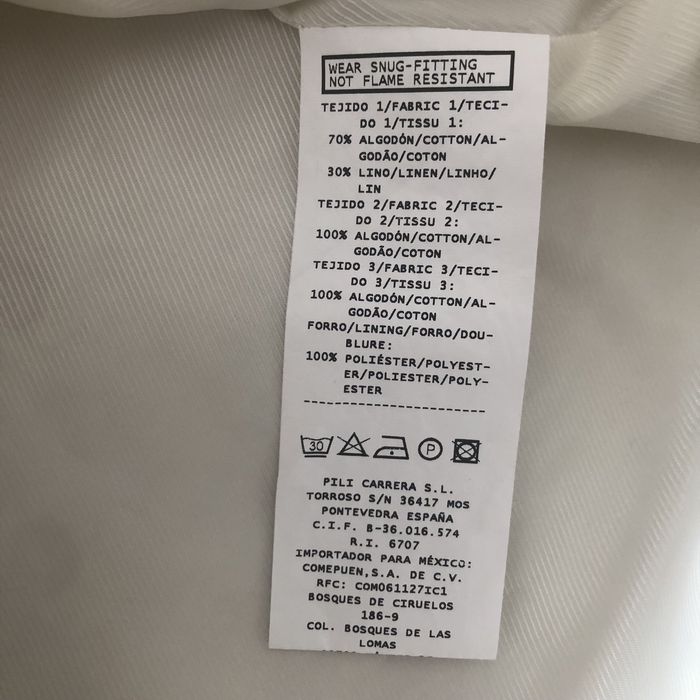 WEAR SNUG-FITTING
NOT FLAME RESISTANT
TEJIDO 1/FABRIC 1/TECI-
DO 1/TISSU 1:
70% ALGODÓN/COTTON/AL-
GODÃO/COTON
30% LINO/LINEN/LINHO/
LIN
TEJIDO 2/FABRIC 2/TECI-
DO 2/TISSU 2:
100% ALGODÓN/COTTON/AL-
GODÃO/COTON
TEJIDO 3/FABRIC 3/TECI-
DO 3/TISSU 3:
100% ALGODÓN/COTTON/AL-
GODÃO/COTON
FORRO/LINING/FORRO/DOU-
BLURE:
100% POLIÉSTER/POLYEST-
ER/POLIESTER/POLY-
ESTER
30 P
PILI CARRERA S.L.
TORROSO S/N 36417 MOS
PONTEVEDRA ESPAÑA
C.I.F. B-36.016.574
R.I. 6707
IMPORTADOR PARA MÉXICO:
COMEPUEN,S.A. DE C.V.
RFC: COM061127IC1
BOSQUES DE CIRUELOS
186-9
COL. BOSQUES DE LAS
LOMAS